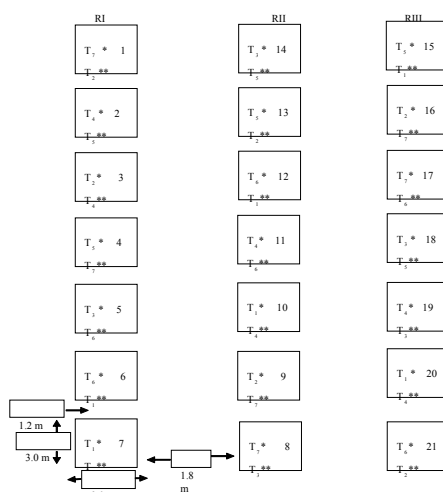 RI RII RIII
T₇ * 1 T₃ * 14 T₅ * 15
T₂** T₅** T₁**
T₄ * 2 T₅ * 13 T₂ * 16
T₅** T₂** T₇**
T₂ * 3 T₆ * 12 T₇ * 17
T₄** T₁** T₆**
T₅ * 4 T₄ * 11 T₃ * 18
T₇** T₆** T₅**
T₃ * 5 T₁ * 10 T₄ * 19
T₆** T₄** T₃**
T₆ * 6 T₂ * 9 T₁ * 20
T₁** T₇** T₄**
1.2 m
T₁ * 7 T₇ * 8 T₆ * 21
3.0 m
T₃** T₂**
1.8
m